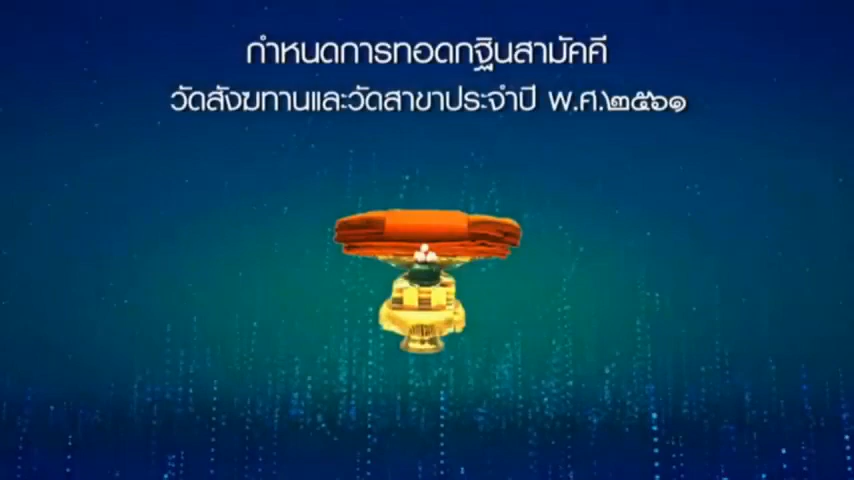 กำหนดการทอดกฐินสามัคคี
วัดสังฆทานและวัดสาขาประจำปี พ.ศ.๒๕๖๑